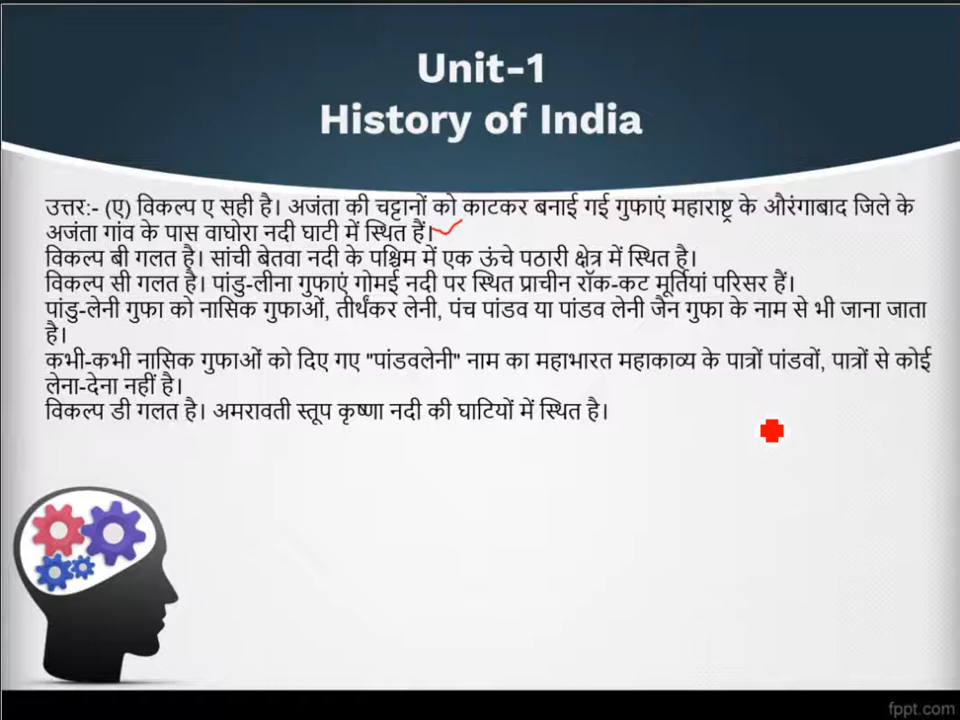 Unit-1
History of India
उत्तर:- (ए) विकल्प ए सही है। अजंता की चट्टानों को काटकर बनाई गई गुफाएं महाराष्ट्र के औरंगाबाद जिले के
अजंता गांव के पास वाघोरा नदी घाटी में स्थित हैं।
विकल्प बी गलत है। सांची बेतवा नदी के पश्चिम में एक ऊंचे पठारी क्षेत्र में स्थित है।
विकल्प सी गलत है। पांडु-लीना गुफाएं गोमई नदी पर स्थित प्राचीन रॉक-कट मूर्तियां परिसर हैं।
पांडु-लेनी गुफा को नासिक गुफाओं, तीर्थंकर लेनी, पंच पांडव या पांडव लेनी जैन गुफा के नाम से भी जाना जाता
है।
कभी-कभी नासिक गुफाओं को दिए गए "पांडवलेनी" नाम का महाभारत महाकाव्य के पात्रों पांडवों, पात्रों से कोई
लेना-देना नहीं है।
विकल्प डी गलत है। अमरावती स्तूप कृष्णा नदी की घाटियों में स्थित है।
fppt.com